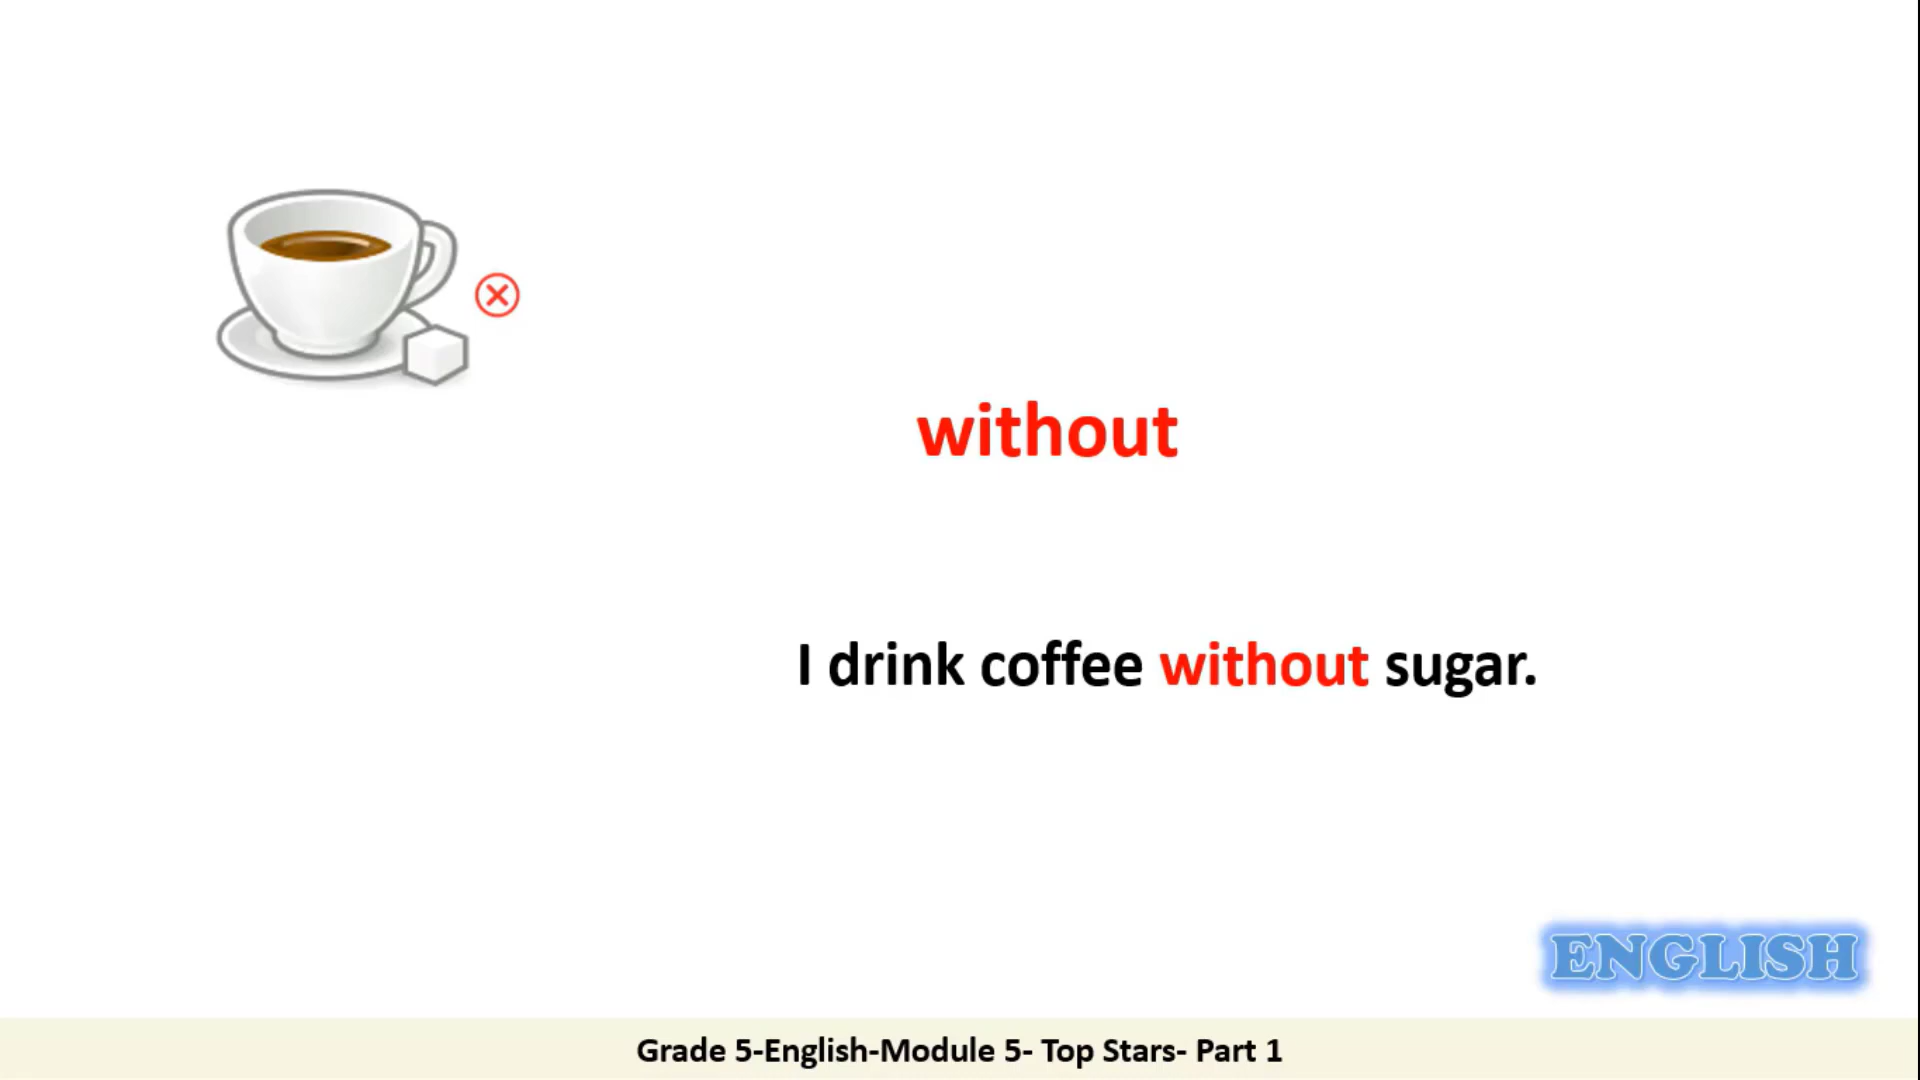 without
I drink coffee without sugar.
ENGLISH
Grade 5-English-Module 5- Top Stars- Part 1